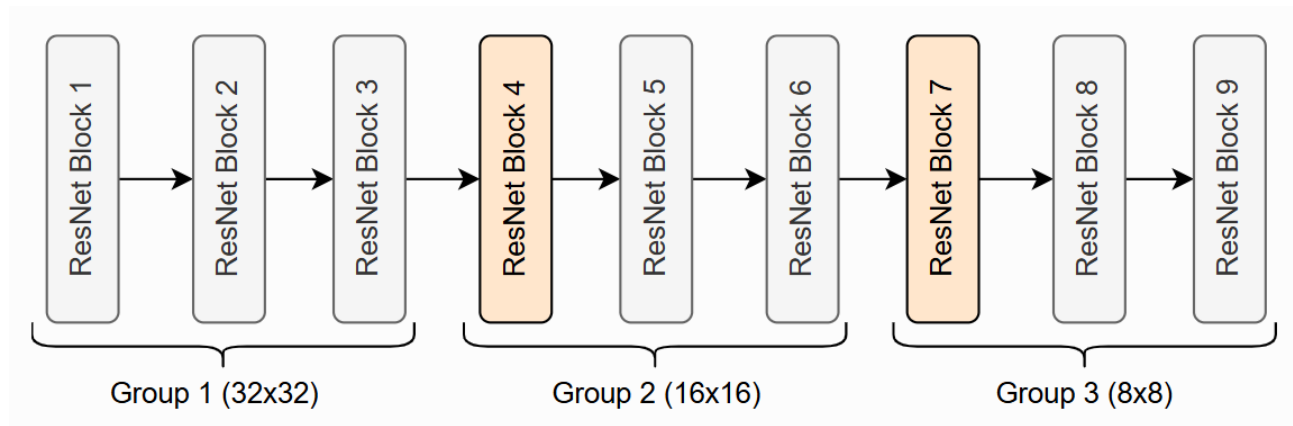 ResNet Block 1
ResNet Block 2
ResNet Block 3
ResNet Block 4
ResNet Block 5
ResNet Block 6
ResNet Block 7
ResNet Block 8
ResNet Block 9
Group 1 (32x32)
Group 2 (16x16)
Group 3 (8x8)